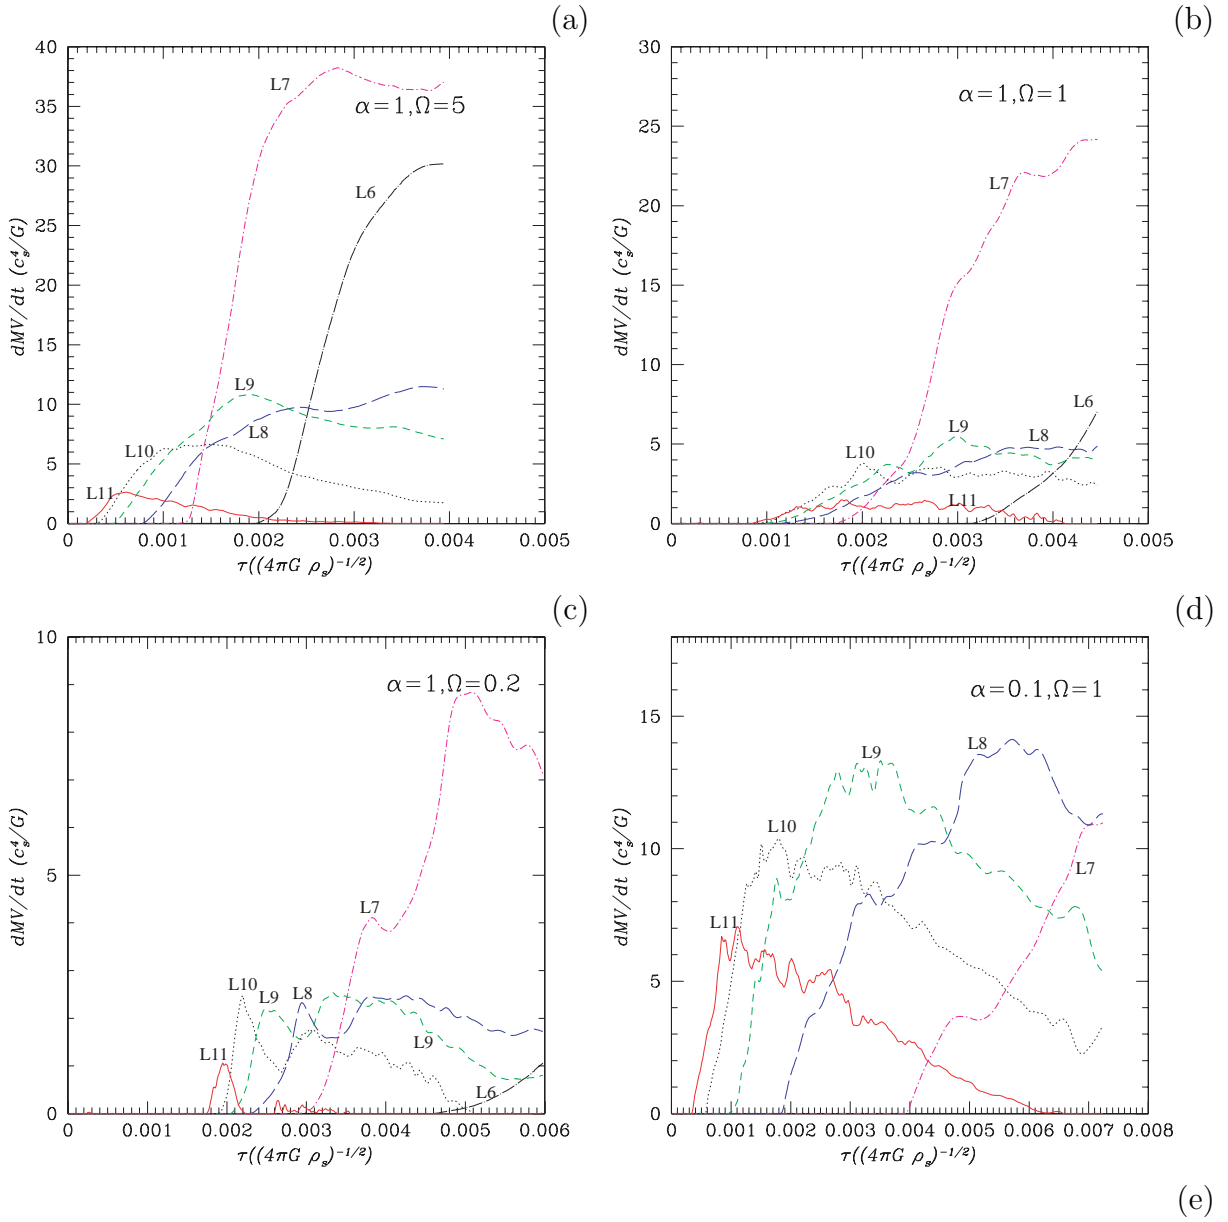 (a)
40
35
30
25
20
15
10
5
0
dMV/dt (c_s^4/G)
L7
α=1,Ω=5
L6
L9
L8
L10
L11
0 0.001 0.002 0.003 0.004 0.005
τ((4πG ρ_s)^{-1/2})
(b)
30
25
20
15
10
5
0
dMV/dt (c_s^4/G)
α=1,Ω=1
L7
L6
L9
L8
L10
L11
0 0.001 0.002 0.003 0.004 0.005
τ((4πG ρ_s)^{-1/2})
(c)
10
5
0
dMV/dt (c_s^4/G)
α=1,Ω=0.2
L7
L10
L9
L8
L11
L9
L6
0 0.001 0.002 0.003 0.004 0.005 0.006
τ((4πG ρ_s)^{-1/2})
(d)
15
10
5
0
dMV/dt (c_s^4/G)
α=0.1,Ω=1
L8
L9
L10
L7
L11
0 0.001 0.002 0.003 0.004 0.005 0.006 0.007 0.008
τ((4πG ρ_s)^{-1/2})
(e)